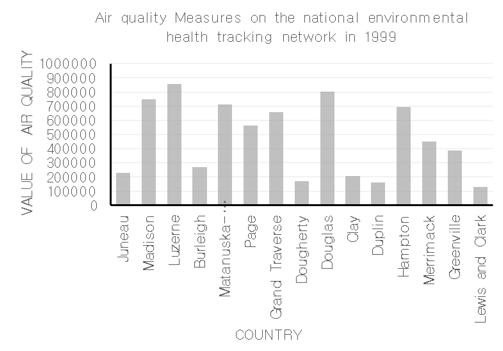 Air quality Measures on the national environmental
health tracking network in 1999
VALUE OF AIR QUALITY
1000000
900000
800000
700000
600000
500000
400000
300000
200000
100000
0
Juneau
Madison
Luzerne
Burleigh
Matanuska-…
Page
Grand Traverse
Dougherty
Douglas
Clay
Duplin
Hampton
Merrimack
Greenville
Lewis and Clark
COUNTRY